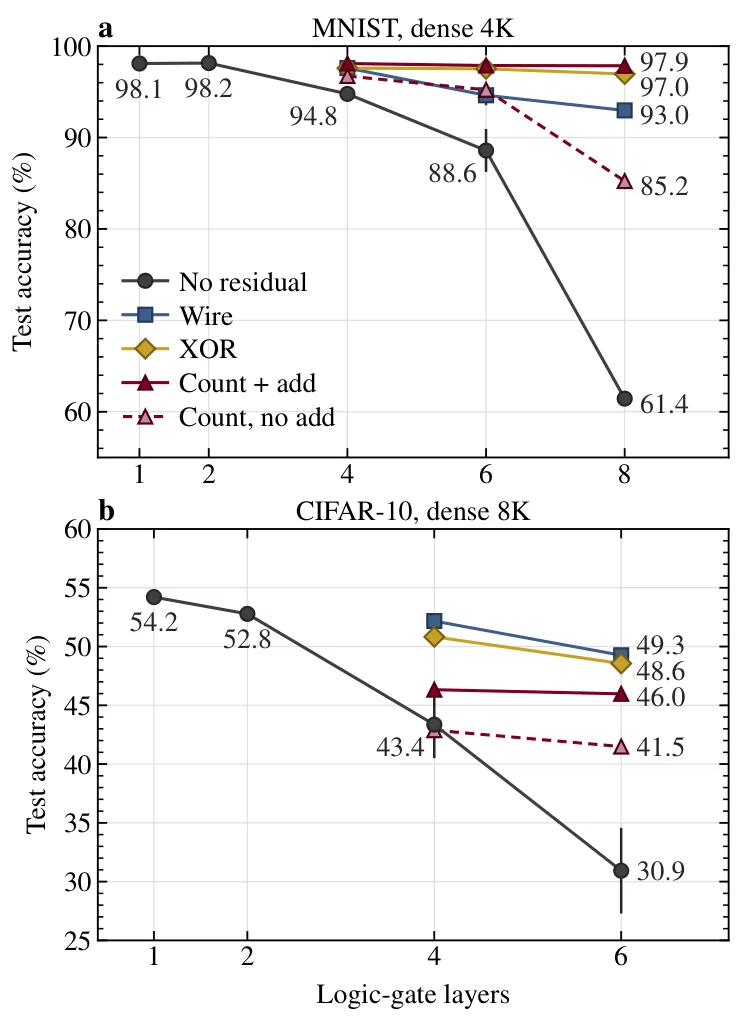 a MNIST, dense 4K
Test accuracy (%)
100
90
80
70
60
98.1
98.2
94.8
88.6
97.9
97.0
93.0
85.2
61.4
No residual
Wire
XOR
Count + add
Count, no add
1 2 4 6 8
b CIFAR-10, dense 8K
Test accuracy (%)
60
55
50
45
40
35
30
25
54.2
52.8
43.4
49.3
48.6
46.0
41.5
30.9
1 2 4 6
Logic-gate layers